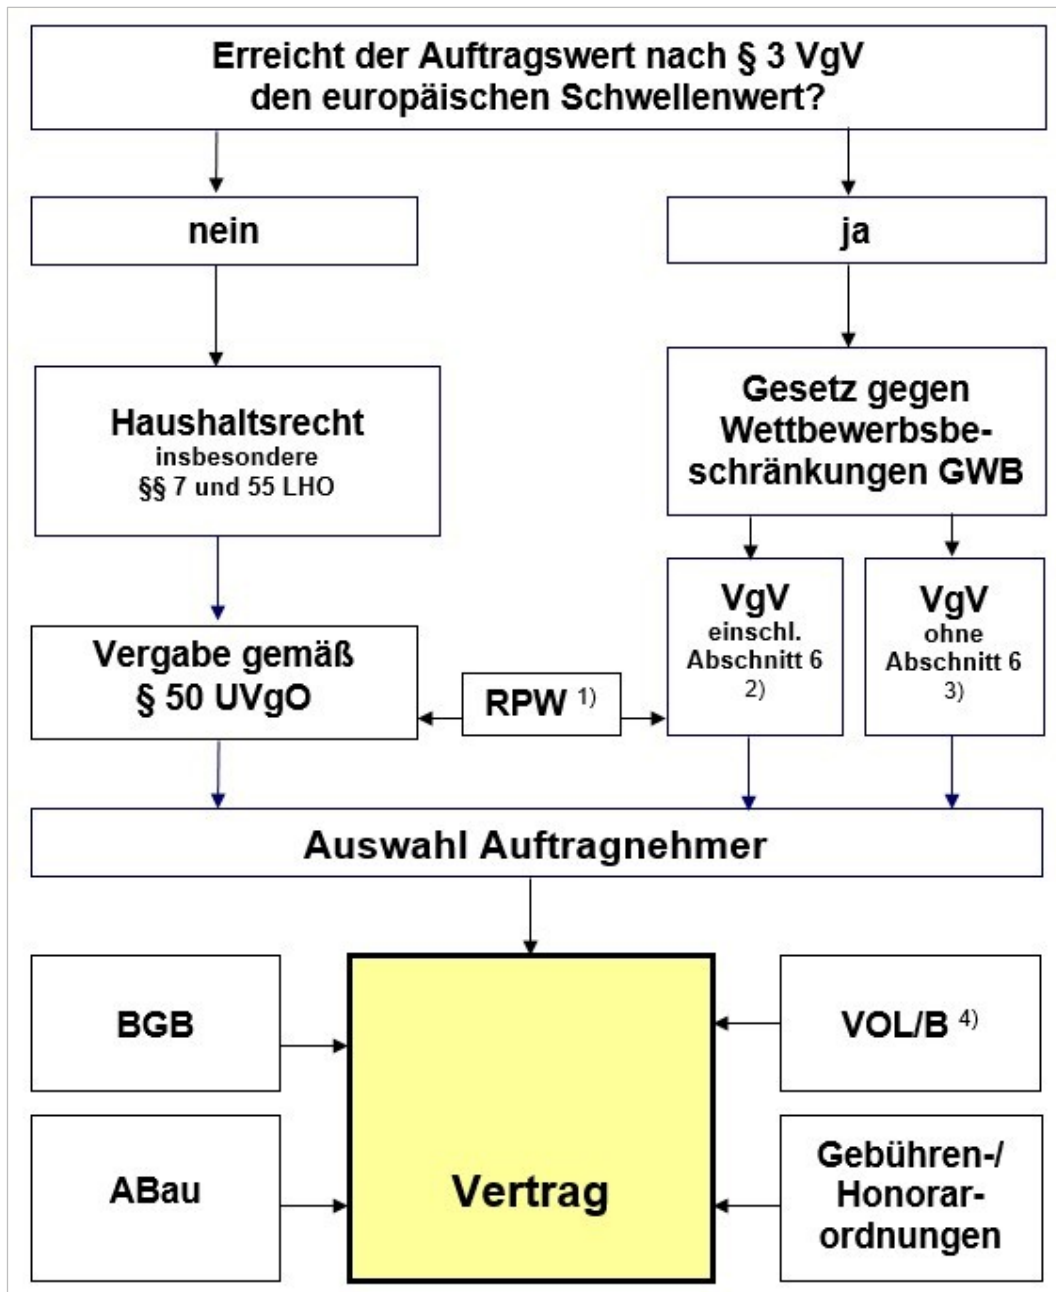 Erreicht der Auftragswert nach § 3 VgV
den europäischen Schwellenwert?
nein
ja
Haushaltsrecht
insbesondere
§§ 7 und 55 LHO
Gesetz gegen
Wettbewerbsbe-
schränkungen GWB
Vergabe gemäß
§ 50 UVgO
RPW 1)
VgV
einschl.
Abschnitt 6
2)
VgV
ohne
Abschnitt 6
3)
Auswahl Auftragnehmer
BGB
VOL/B 4)
ABau
Vertrag
Gebühren-/
Honorar-
ordnungen